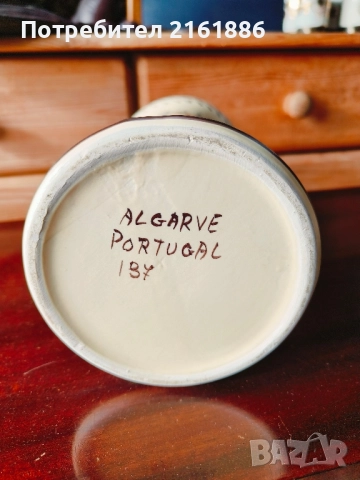 Потребител 2161886
ALGARVE
PORTUGAL
137
BAZAR